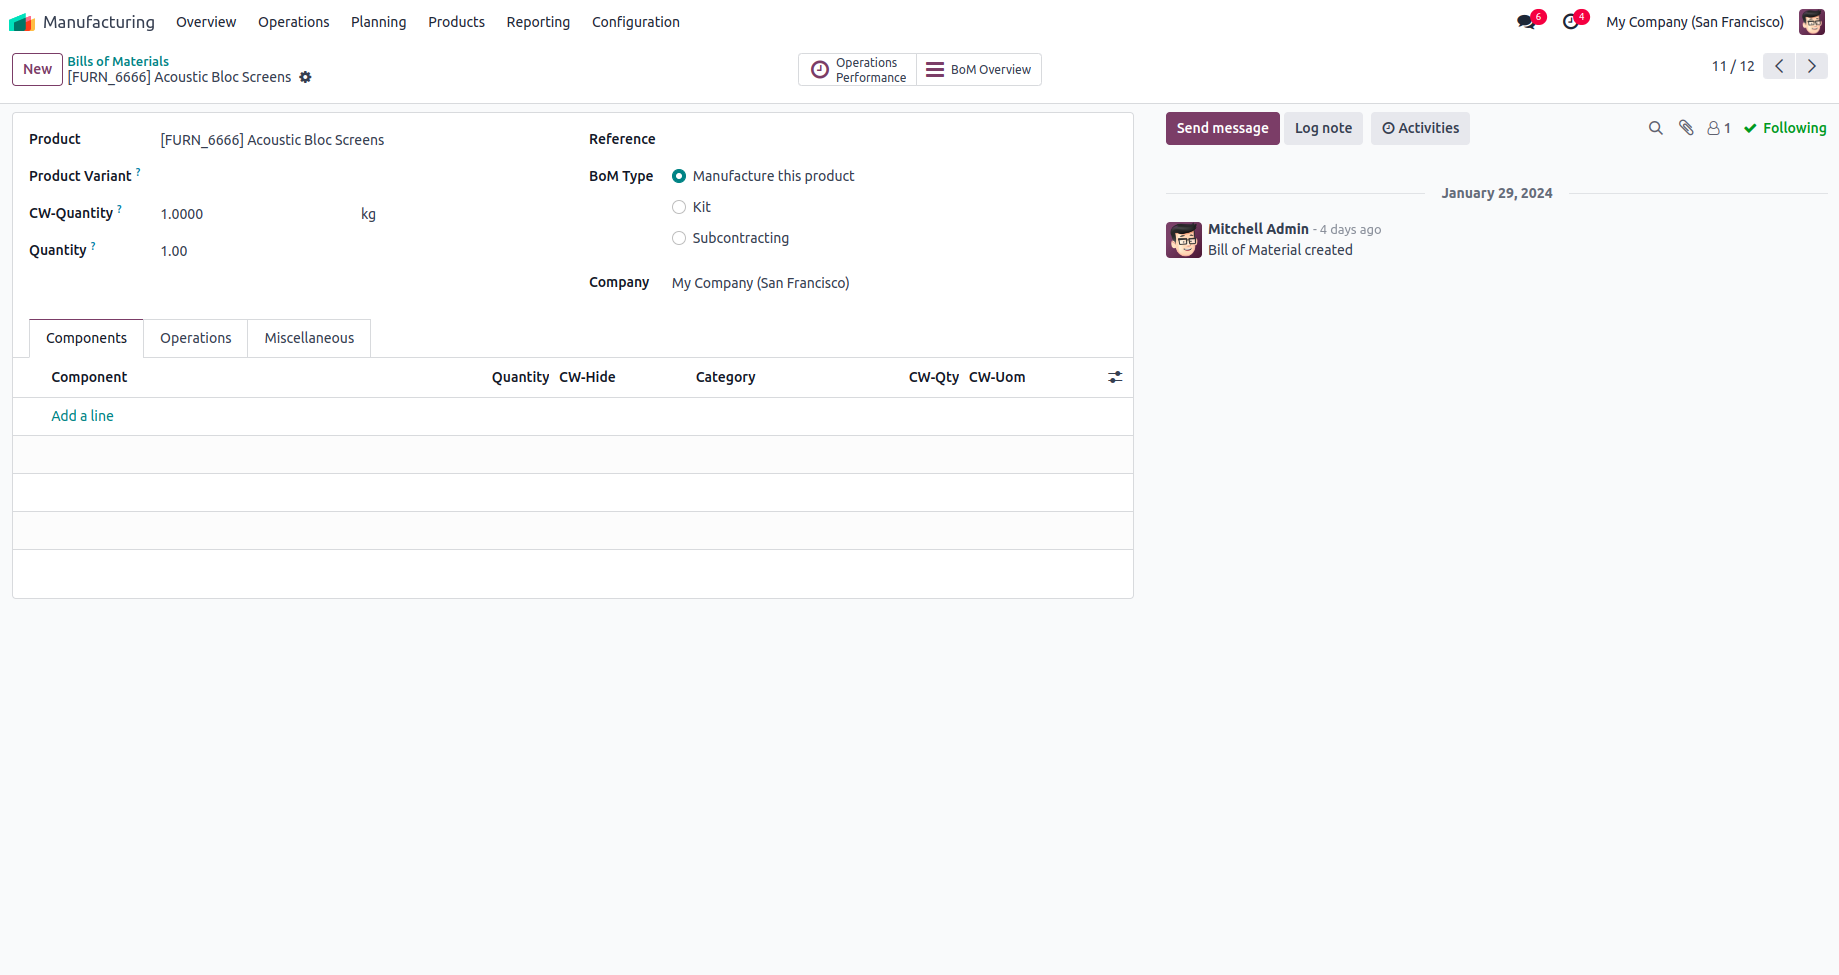 Manufacturing Overview Operations Planning Products Reporting Configuration 6 4 My Company (San Francisco)
New Bills of Materials
[FURN_6666] Acoustic Bloc Screens
Operations
Performance
BoM Overview
11 / 12
Product [FURN_6666] Acoustic Bloc Screens
Product Variant ?
CW-Quantity ? 1.0000 kg
Quantity ? 1.00
Reference
BoM Type Manufacture this product
Kit
Subcontracting
Company My Company (San Francisco)
Components Operations Miscellaneous
Component Quantity CW-Hide Category CW-Qty CW-Uom
Add a line
Send message Log note Activities 1 Following
January 29, 2024
Mitchell Admin - 4 days ago
Bill of Material created